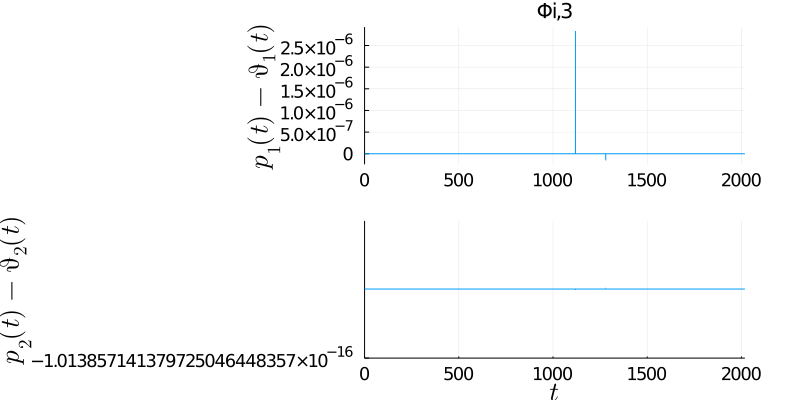 Φi,3
p₁(t) − ϑ₁(t)
2.5×10⁻⁶
2.0×10⁻⁶
1.5×10⁻⁶
1.0×10⁻⁶
5.0×10⁻⁷
0
0 500 1000 1500 2000
p₂(t) − ϑ₂(t)
−1.0138571413797250464483​57×10⁻¹⁶
0 500 1000 1500 2000
t